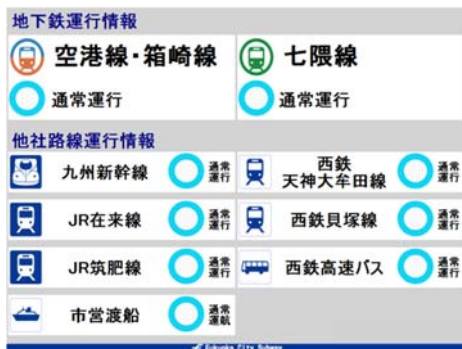 地下鉄運行情報
空港線・箱崎線
七隈線
通常運行
通常運行
他社路線運行情報
九州新幹線
通常
運行
西鉄
天神大牟田線
通常
運行
JR在来線
通常
運行
西鉄貝塚線
通常
運行
JR筑肥線
通常
運行
西鉄高速バス
通常
運行
市営渡船
通常
運航
Fukuoka City Subway